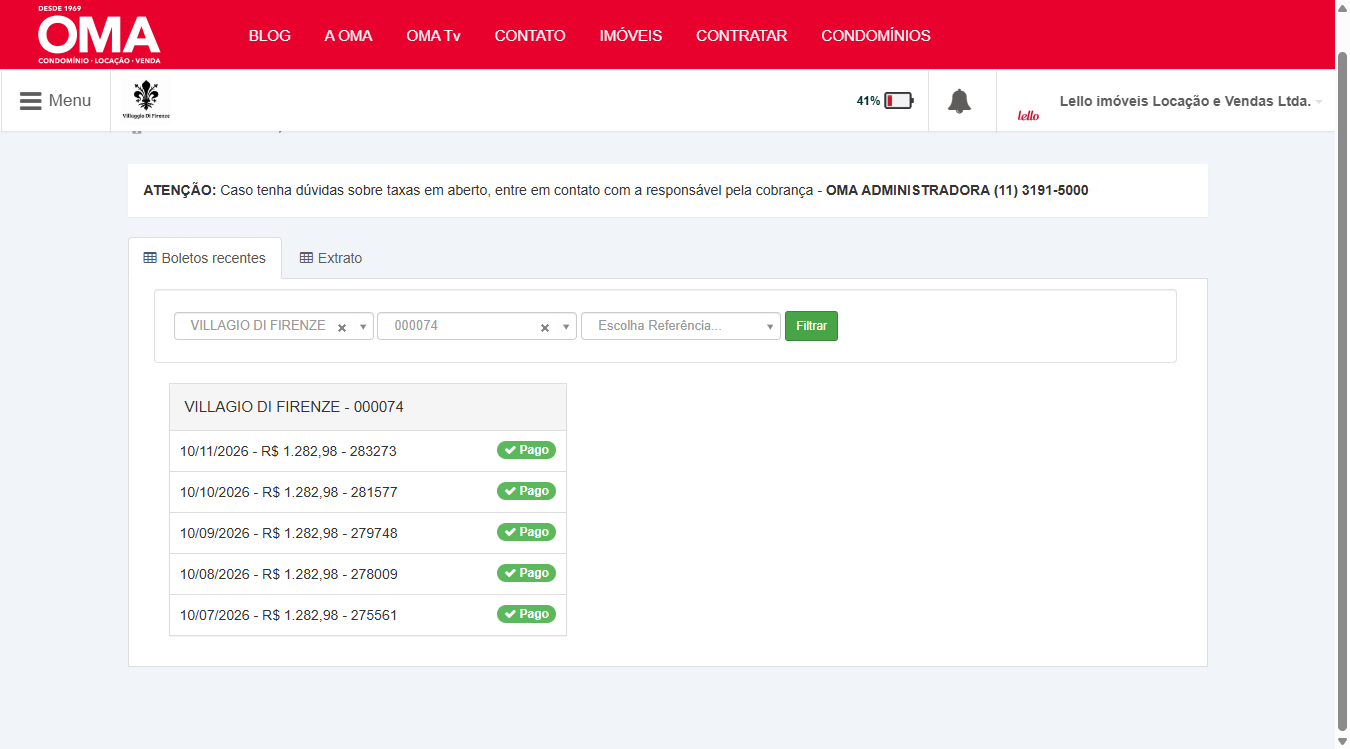 DESDE 1969
OMA
CONDOMÍNIO · LOCAÇÃO · VENDA
BLOG A OMA OMA Tv CONTATO IMÓVEIS CONTRATAR CONDOMÍNIOS
Menu
Villaggio Di Firenze
41%
lello
Lello imóveis Locação e Vendas Ltda.
ATENÇÃO: Caso tenha dúvidas sobre taxas em aberto, entre em contato com a responsável pela cobrança - OMA ADMINISTRADORA (11) 3191-5000
Boletos recentes Extrato
VILLAGIO DI FIRENZE 000074 Escolha Referência... Filtrar
VILLAGIO DI FIRENZE - 000074
10/11/2026 - R$ 1.282,98 - 283273 Pago
10/10/2026 - R$ 1.282,98 - 281577 Pago
10/09/2026 - R$ 1.282,98 - 279748 Pago
10/08/2026 - R$ 1.282,98 - 278009 Pago
10/07/2026 - R$ 1.282,98 - 275561 Pago